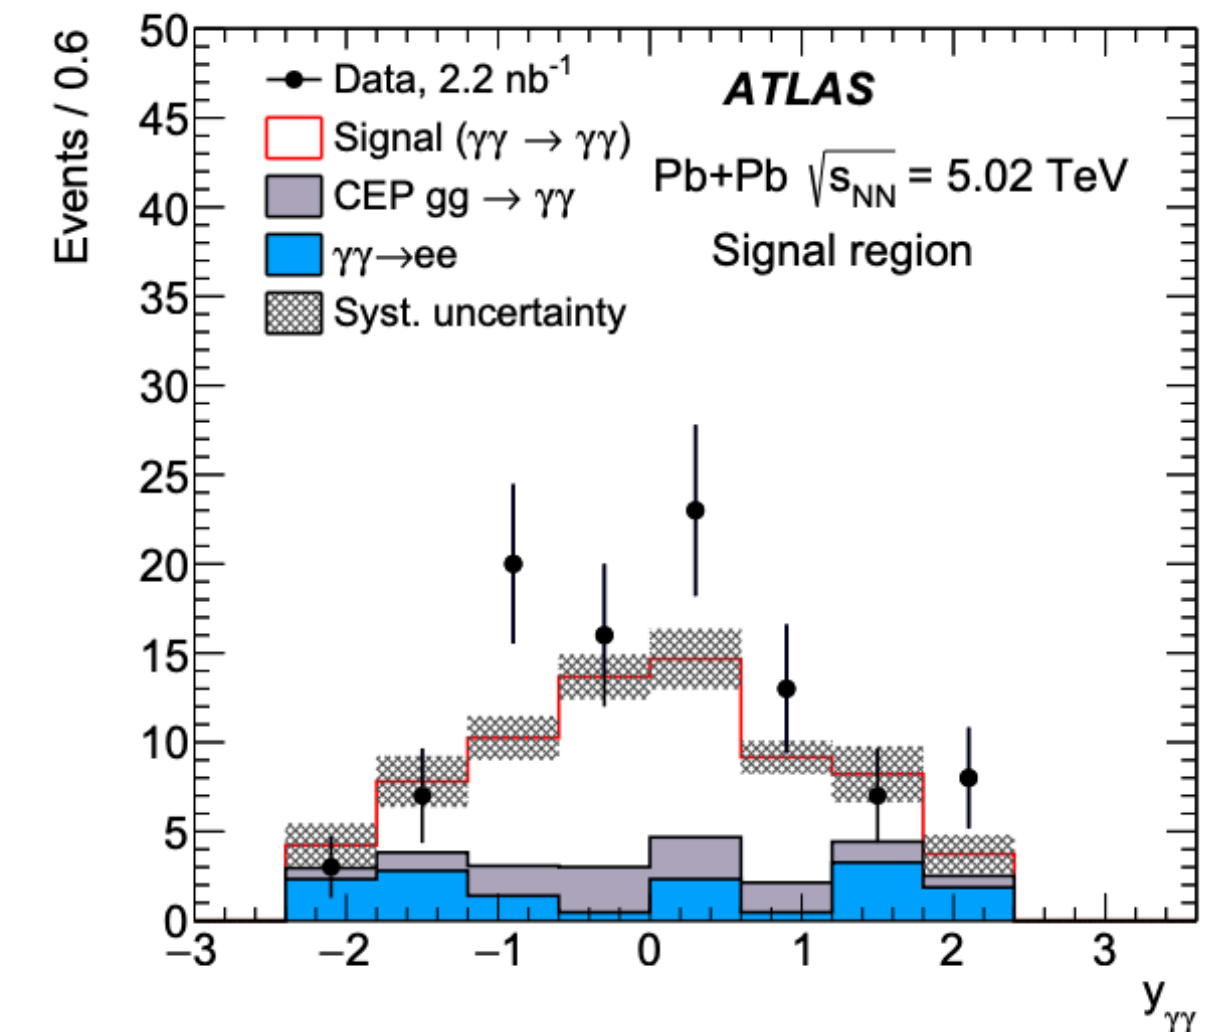 Events / 0.6
50
45
40
35
30
25
20
15
10
5
0
Data, 2.2 nb⁻¹
Signal (γγ → γγ)
CEP gg → γγ
γγ→ee
Syst. uncertainty
ATLAS
Pb+Pb √s_NN = 5.02 TeV
Signal region
−3 −2 −1 0 1 2 3
y_γγ